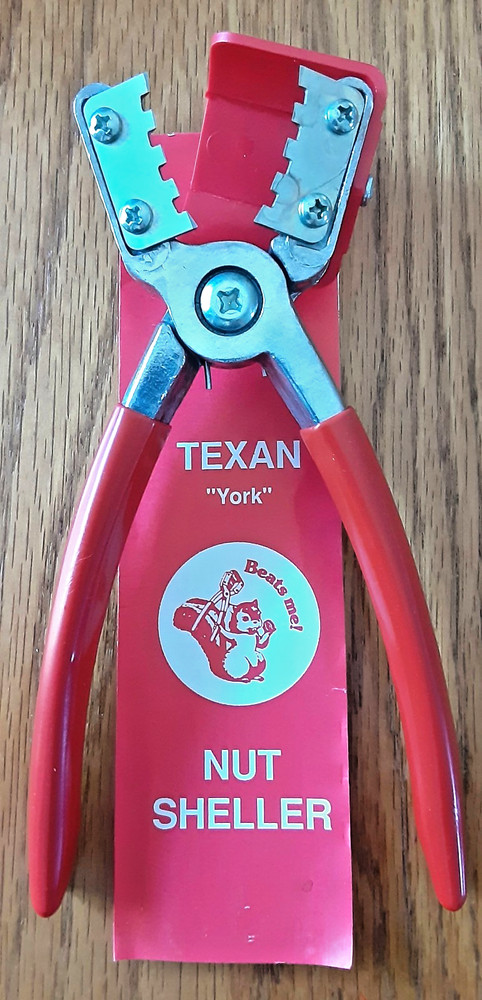 TEXAN
"York"
Beats me!
NUT
SHELLER